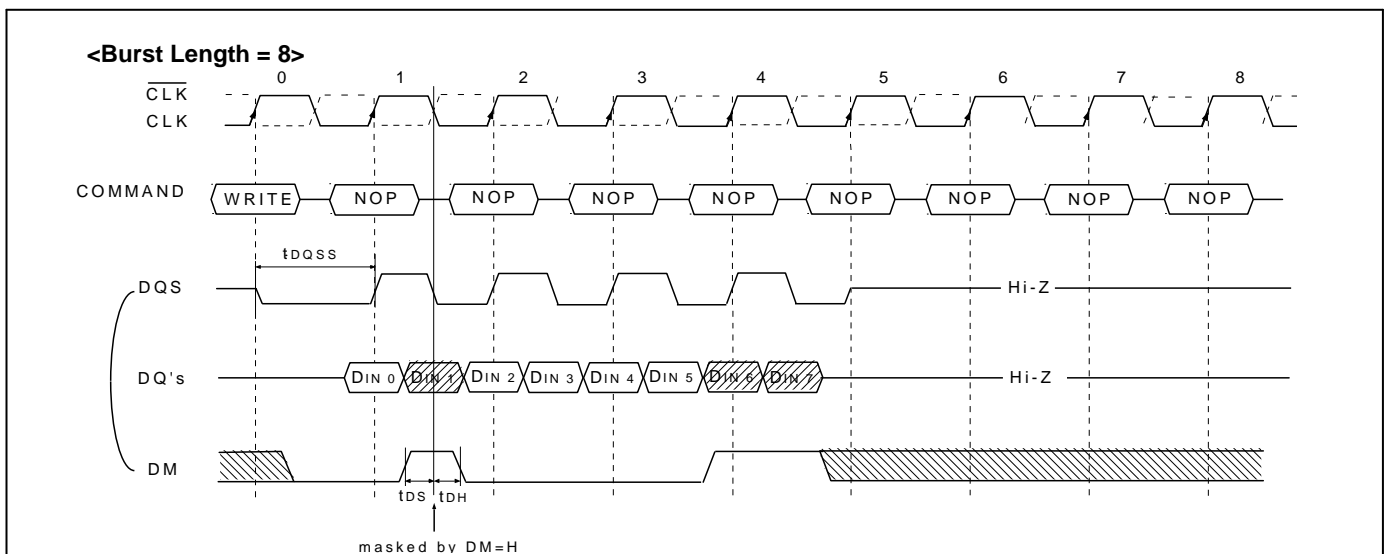 <Burst Length = 8>
0 1 2 3 4 5 6 7 8
CLK
CLK
COMMAND WRITE NOP NOP NOP NOP NOP NOP NOP NOP
tDQSS
DQS Hi-Z
DQ's DIN 0 DIN 1 DIN 2 DIN 3 DIN 4 DIN 5 DIN 6 DIN 7 Hi-Z
DM
tDS tDH
masked by DM=H